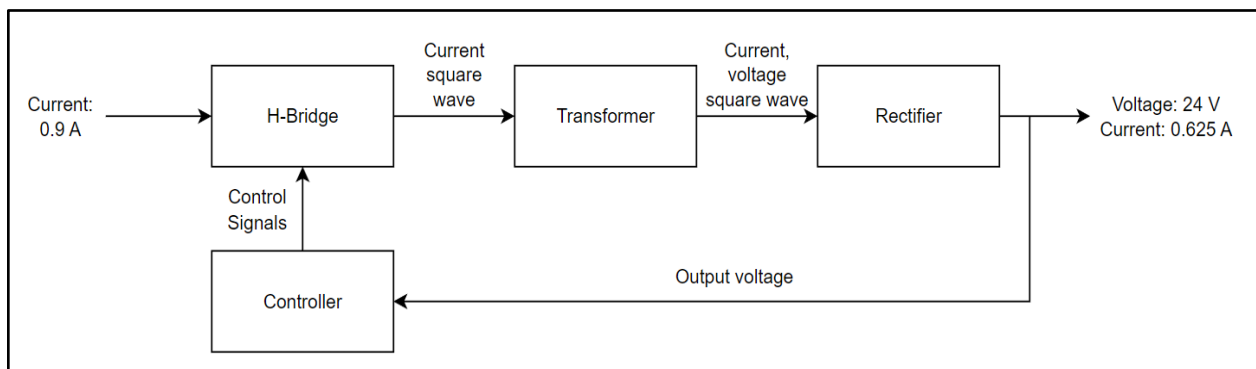 Current:
0.9 A
H-Bridge
Current
square
wave
Transformer
Current,
voltage
square wave
Rectifier
Voltage: 24 V
Current: 0.625 A
Control
Signals
Controller
Output voltage